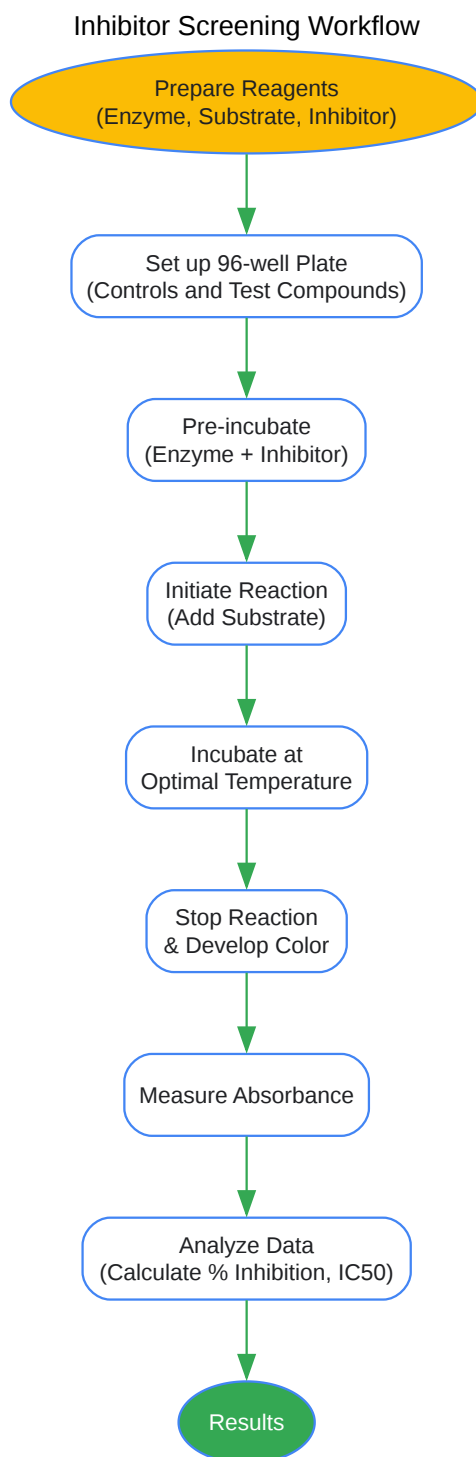 Inhibitor Screening Workflow
Prepare Reagents
(Enzyme, Substrate, Inhibitor)
Set up 96-well Plate
(Controls and Test Compounds)
Pre-incubate
(Enzyme + Inhibitor)
Initiate Reaction
(Add Substrate)
Incubate at
Optimal Temperature
Stop Reaction
& Develop Color
Measure Absorbance
Analyze Data
(Calculate % Inhibition, IC50)
Results